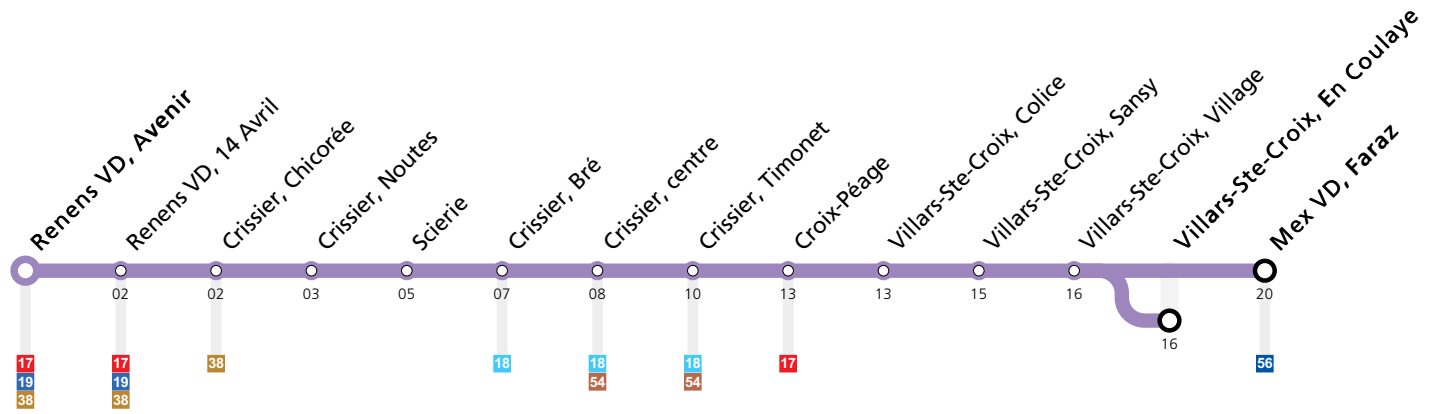 Renens VD, Avenir
Renens VD, 14 Avril
Crissier, Chicorée
Crissier, Noutes
Scierie
Crissier, Bré
Crissier, centre
Crissier, Timonet
Croix-Péage
Villars-Ste-Croix, Colice
Villars-Ste-Croix, Sansy
Villars-Ste-Croix, Village
Villars-Ste-Croix, En Coulaye
Mex VD, Faraz
02 02 03 05 07 08 10 13 13 15 16 20
16
17 17 38 18 18 18 17 56
19 19 54 54
38 38